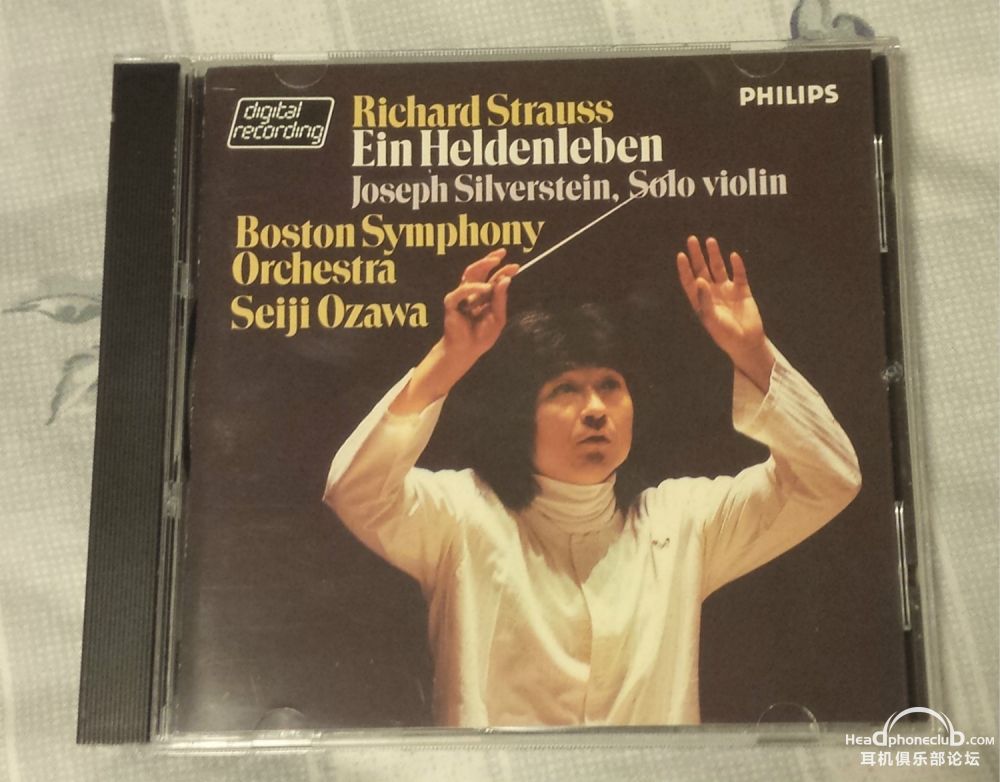 digital
recording
PHILIPS
Richard Strauss
Ein Heldenleben
Joseph Silverstein, Solo violin
Boston Symphony
Orchestra
Seiji Ozawa
HeadphoneclubD.com
耳机俱乐部论坛